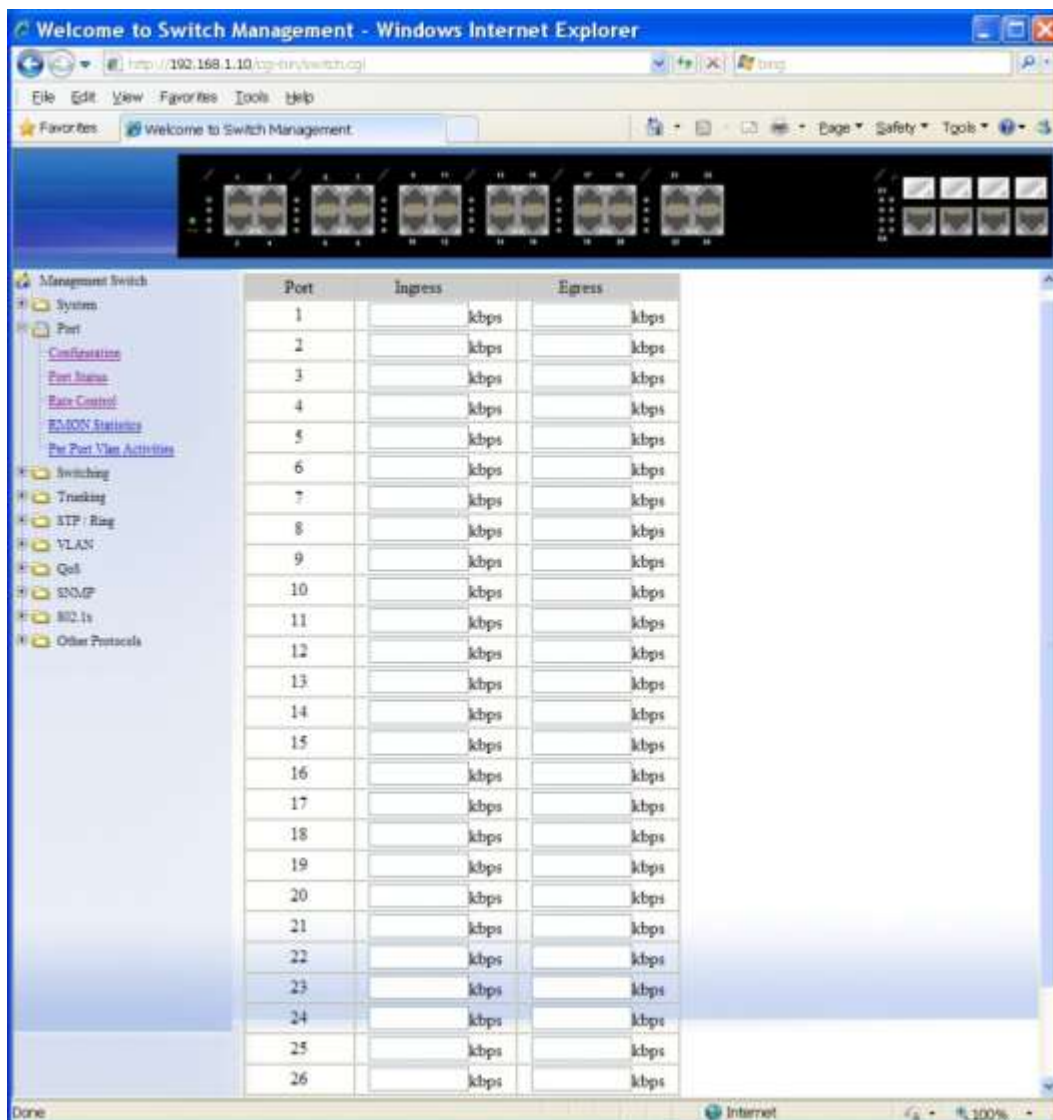 Welcome to Switch Management - Windows Internet Explorer
http://192.168.1.10/cgi-bin/switch.cgi
bing
File Edit View Favorites Tools Help
Favorites Welcome to Switch Management Page Safety Tools
Management Switch
System
Port
Configuration
Port Status
Rate Control
RMON Statistics
Per Port Vlan Activities
Switching
Trunking
STP / Ring
VLAN
QoS
SNMP
802.1x
Other Protocols
Port Ingress Egress
1 kbps kbps
2 kbps kbps
3 kbps kbps
4 kbps kbps
5 kbps kbps
6 kbps kbps
7 kbps kbps
8 kbps kbps
9 kbps kbps
10 kbps kbps
11 kbps kbps
12 kbps kbps
13 kbps kbps
14 kbps kbps
15 kbps kbps
16 kbps kbps
17 kbps kbps
18 kbps kbps
19 kbps kbps
20 kbps kbps
21 kbps kbps
22 kbps kbps
23 kbps kbps
24 kbps kbps
25 kbps kbps
26 kbps kbps
Done Internet 100%